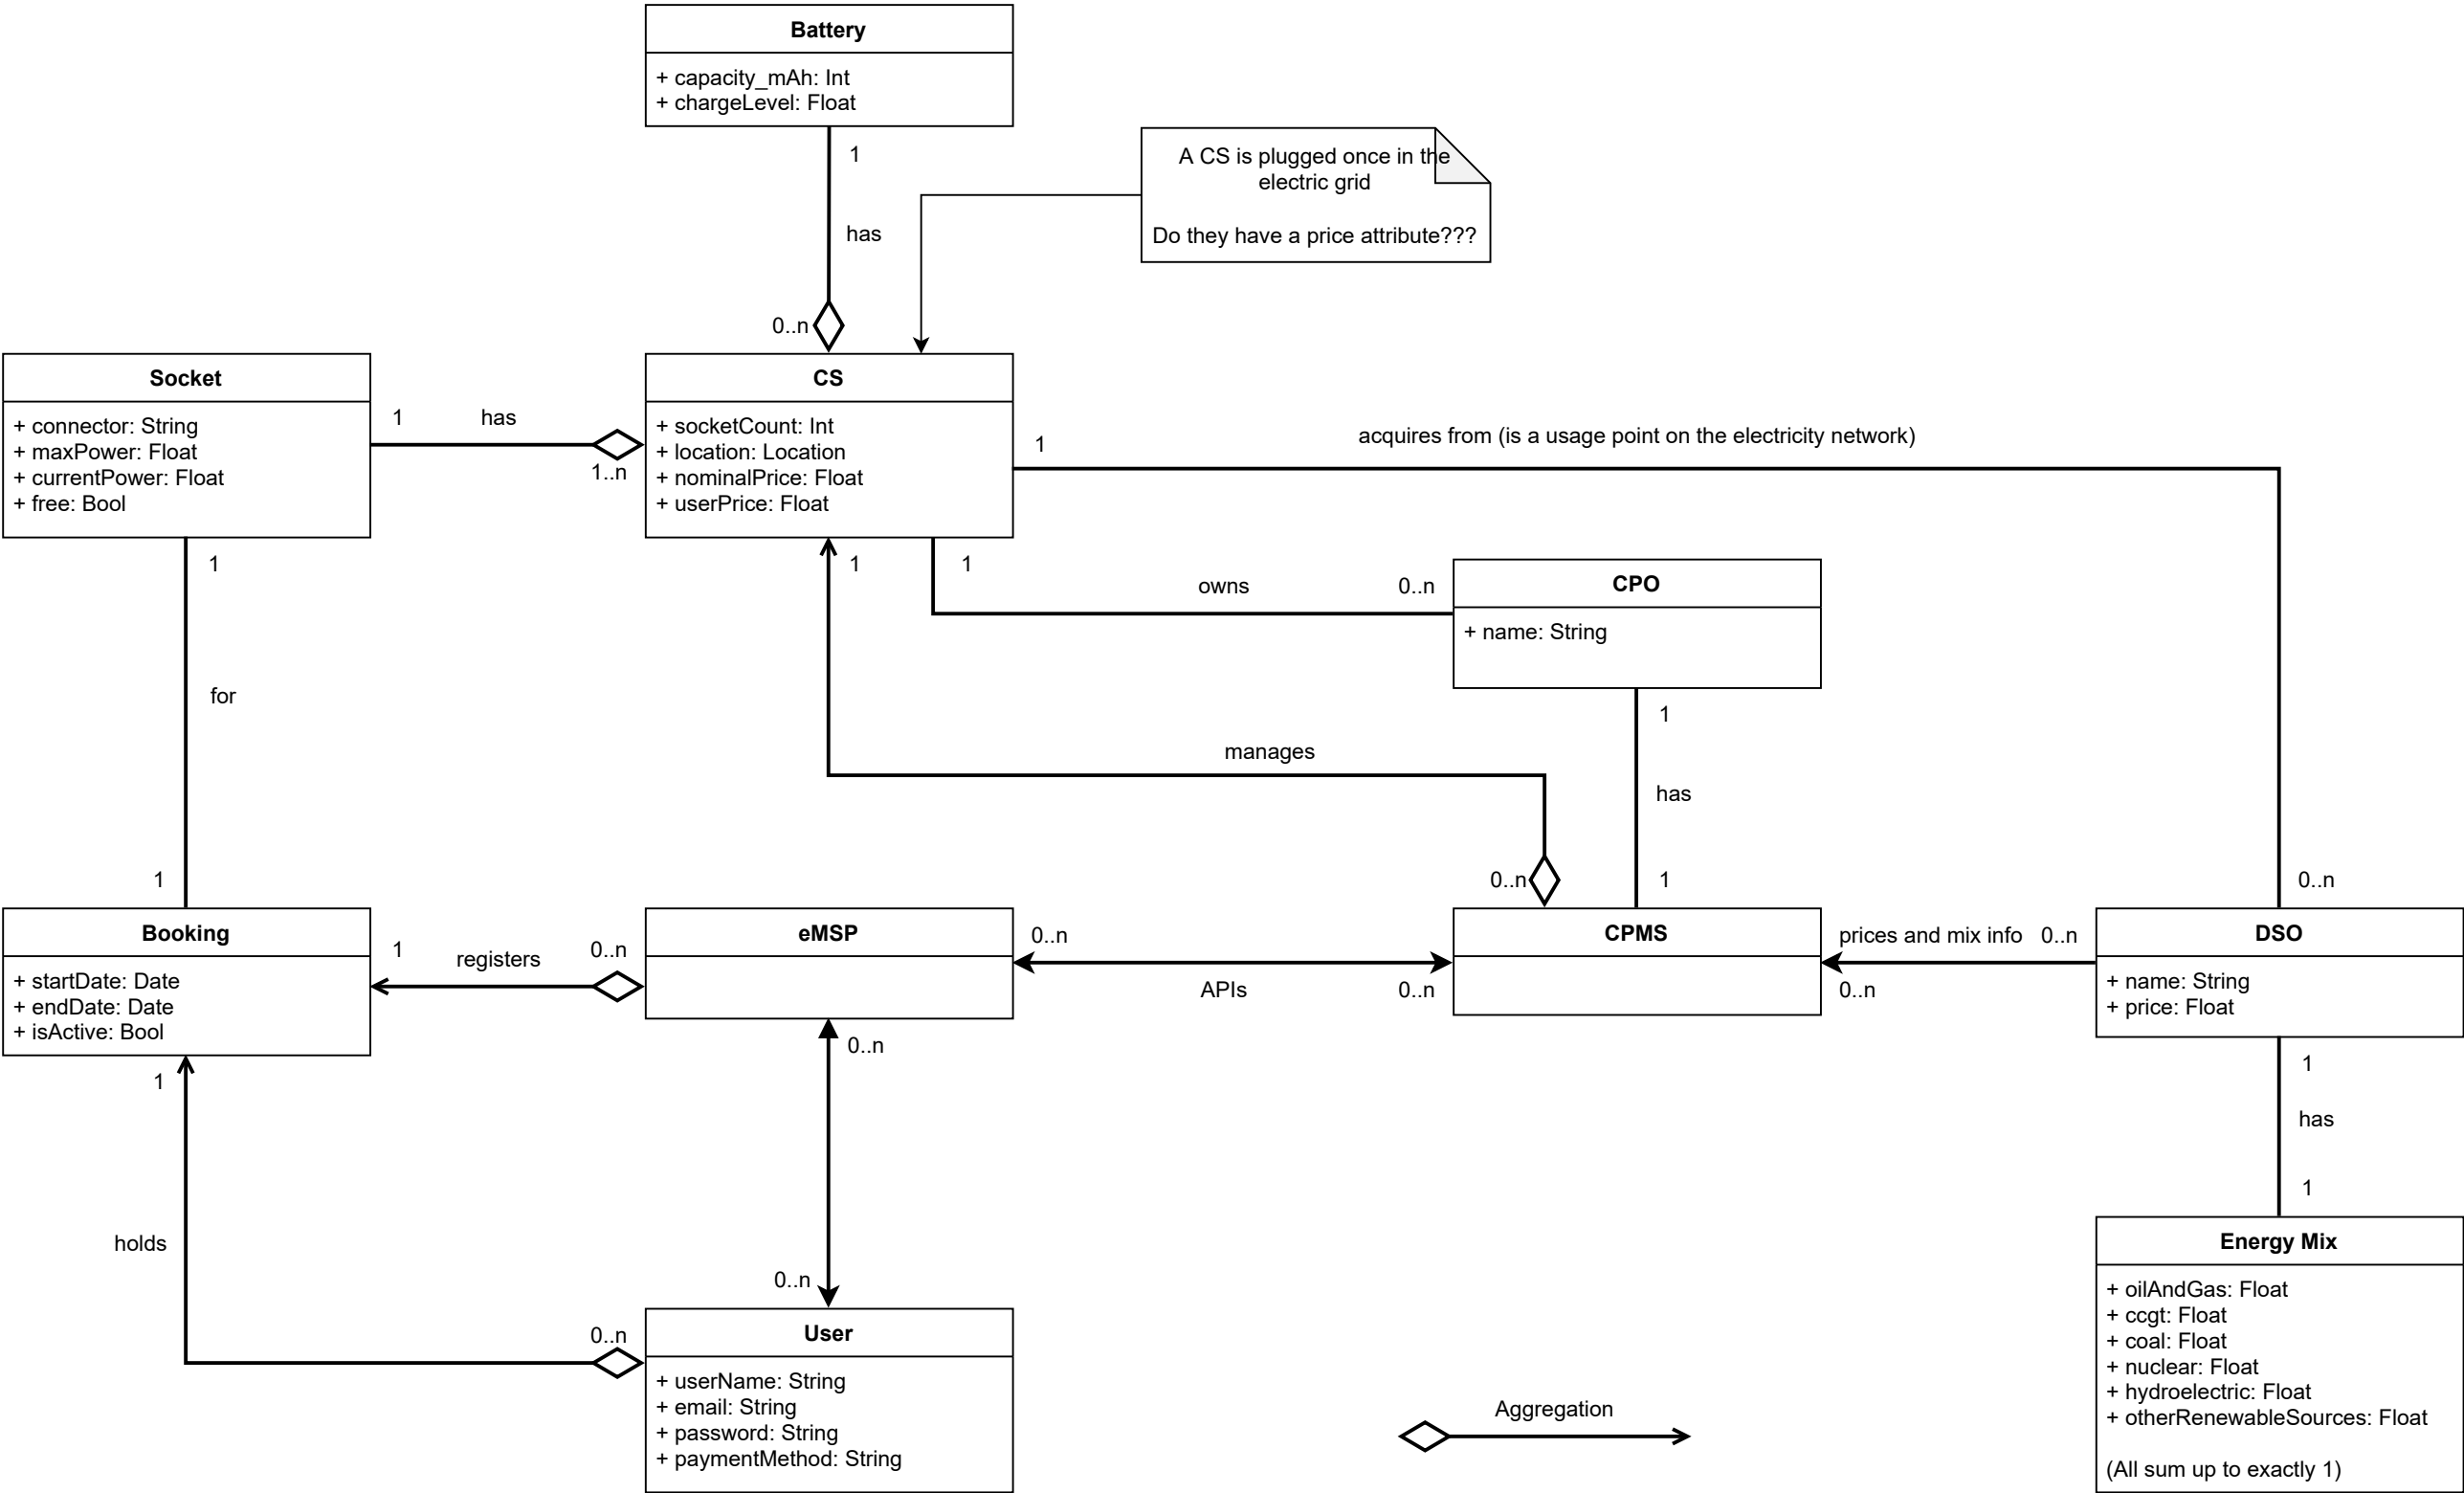 Battery
+ capacity_mAh: Int
+ chargeLevel: Float
1
has
0..n
A CS is plugged once in the
electric grid
Do they have a price attribute???
Socket
+ connector: String
+ maxPower: Float
+ currentPower: Float
+ free: Bool
1
has
1..n
CS
+ socketCount: Int
+ location: Location
+ nominalPrice: Float
+ userPrice: Float
1
acquires from (is a usage point on the electricity network)
0..n
1
for
1
1
1
owns
0..n
CPO
+ name: String
manages
0..n
1
has
1
Booking
+ startDate: Date
+ endDate: Date
+ isActive: Bool
1
registers
0..n
eMSP
0..n
APIs
0..n
CPMS
prices and mix info
0..n
0..n
DSO
+ name: String
+ price: Float
1
holds
0..n
0..n
0..n
User
+ userName: String
+ email: String
+ password: String
+ paymentMethod: String
Aggregation
1
has
1
Energy Mix
+ oilAndGas: Float
+ ccgt: Float
+ coal: Float
+ nuclear: Float
+ hydroelectric: Float
+ otherRenewableSources: Float
(All sum up to exactly 1)